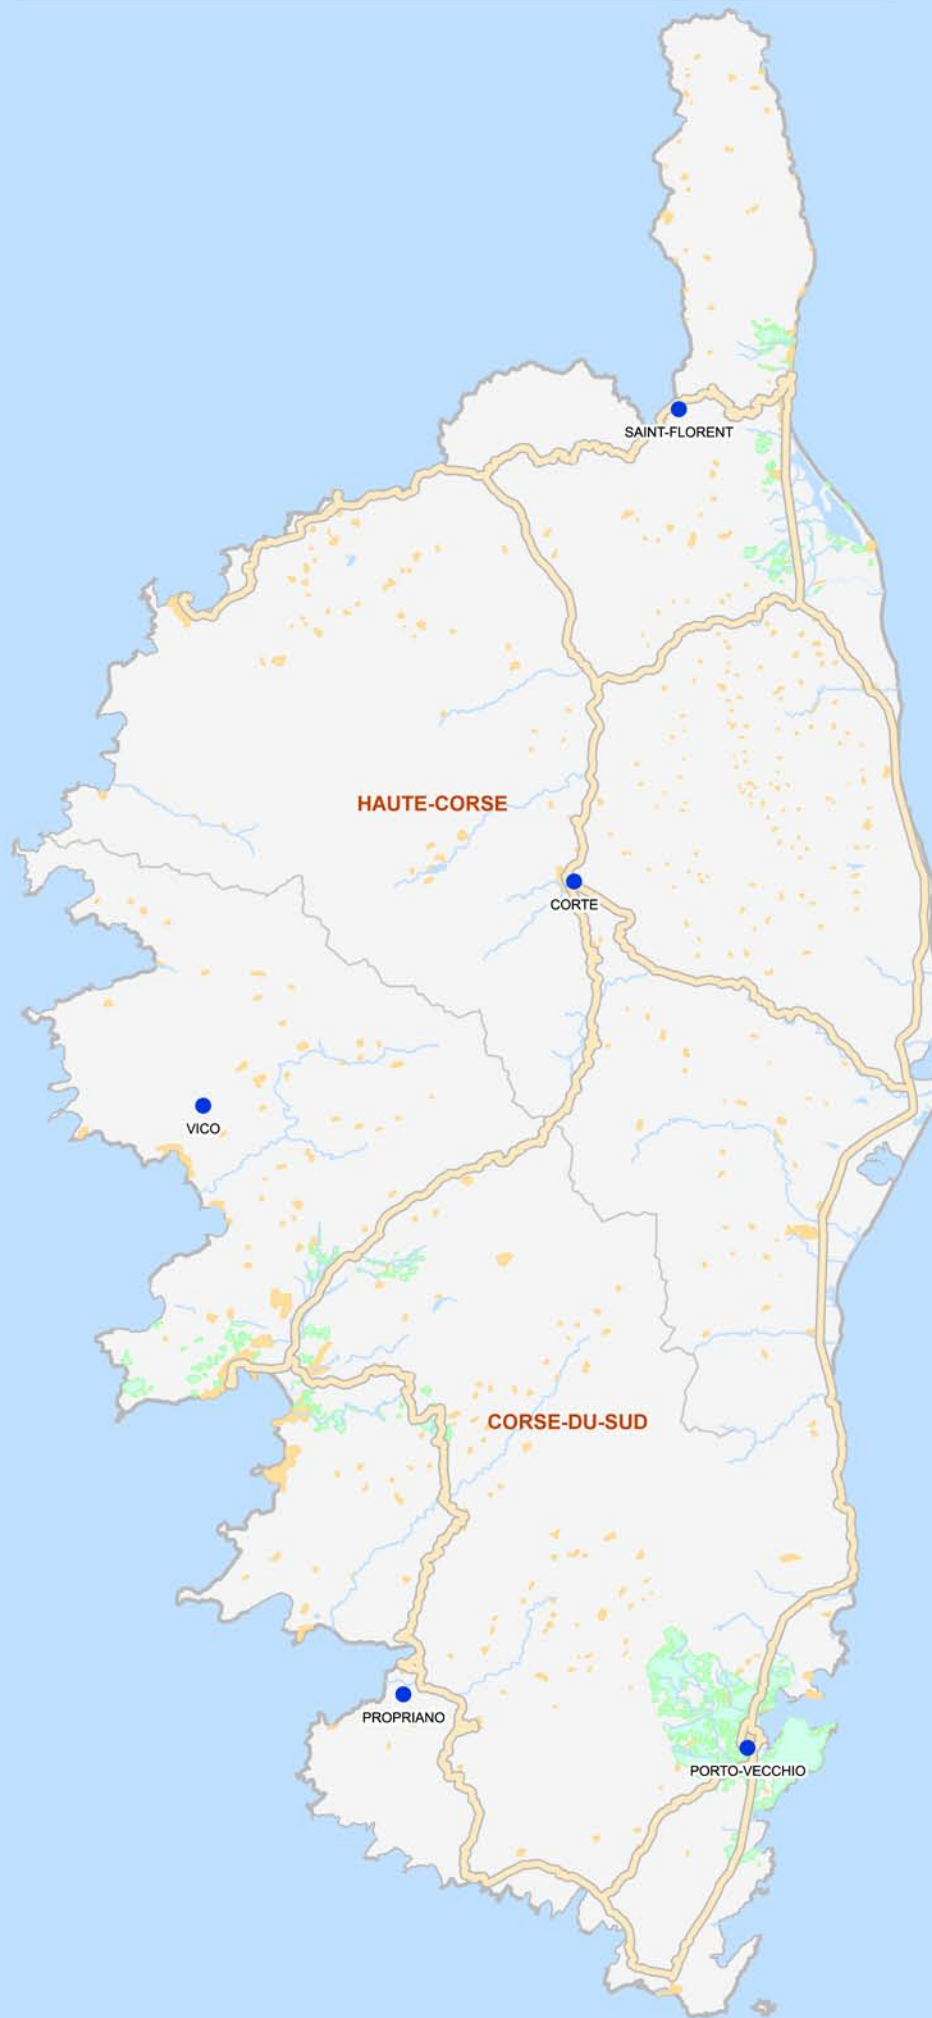 SAINT-FLORENT
HAUTE-CORSE
CORTE
VICO
CORSE-DU-SUD
PROPRIANO
PORTO-VECCHIO